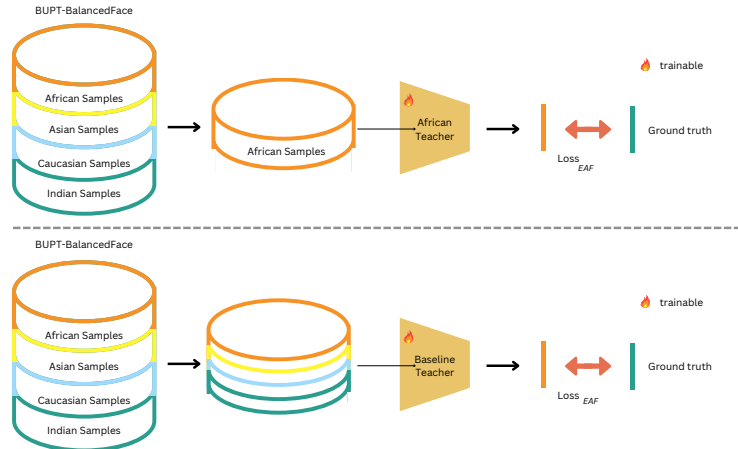 BUPT-BalancedFace
African Samples
Asian Samples
Caucasian Samples
Indian Samples
African Samples
African
Teacher
trainable
Loss
EAF
Ground truth
BUPT-BalancedFace
African Samples
Asian Samples
Caucasian Samples
Indian Samples
Baseline
Teacher
trainable
Loss EAF
Ground truth